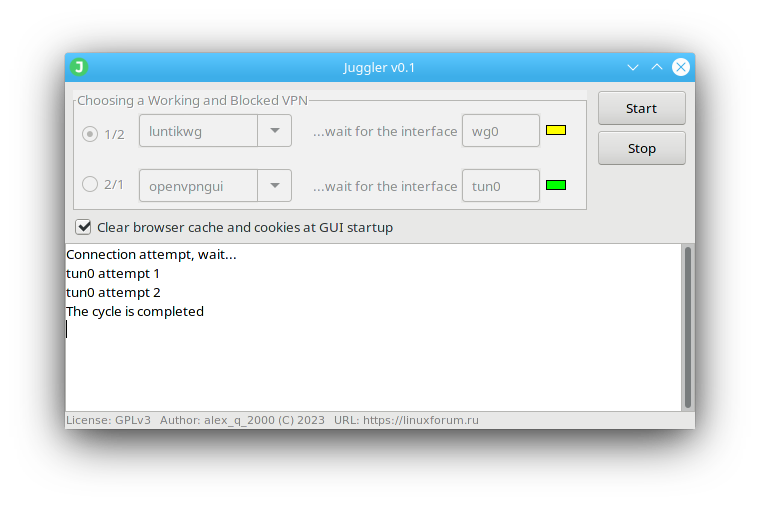 J
Juggler v0.1
Choosing a Working and Blocked VPN
1/2 luntikwg ...wait for the interface wg0
2/1 openvpngui ...wait for the interface tun0
Start
Stop
Clear browser cache and cookies at GUI startup
Connection attempt, wait...
tun0 attempt 1
tun0 attempt 2
The cycle is completed
License: GPLv3 Author: alex_q_2000 (C) 2023 URL: https://linuxforum.ru